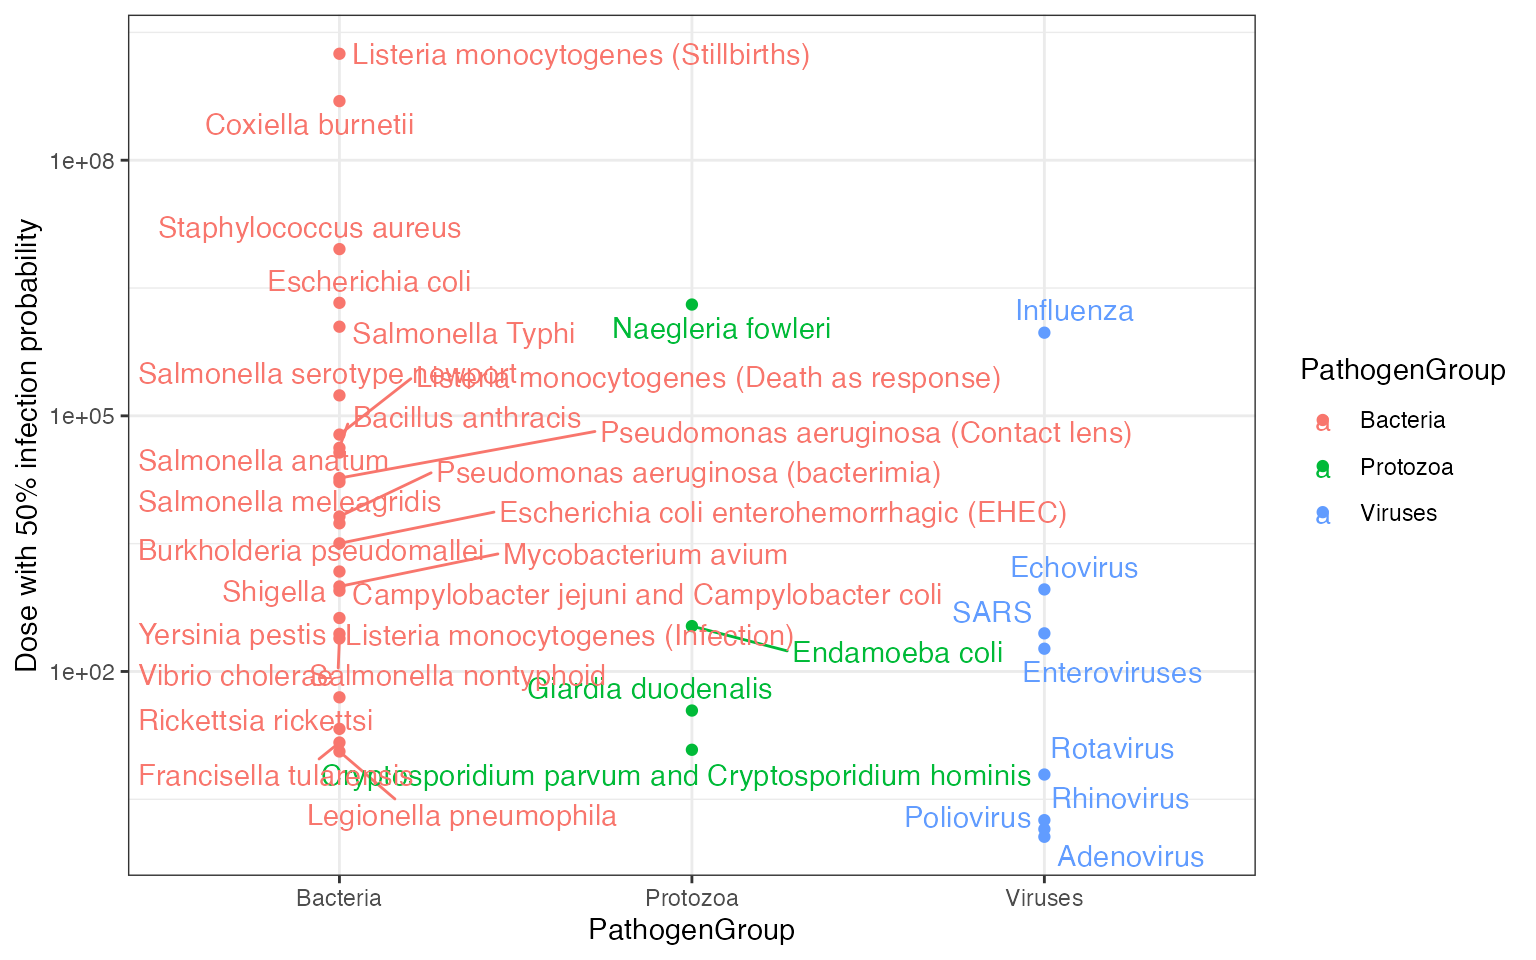 Listeria monocytogenes (Stillbirths)
Coxiella burnetii
1e+08
Staphylococcus aureus
Escherichia coli
Influenza
Naegleria fowleri
Salmonella Typhi
Salmonella serotype newport
Listeria monocytogenes (Death as response)
1e+05
Bacillus anthracis
Pseudomonas aeruginosa (Contact lens)
Salmonella anatum
Pseudomonas aeruginosa (bacterimia)
Salmonella meleagridis
Escherichia coli enterohemorrhagic (EHEC)
Burkholderia pseudomallei
Mycobacterium avium
Echovirus
Shigella
Campylobacter jejuni and Campylobacter coli
SARS
Yersinia pestis
Listeria monocytogenes (Infection)
Endamoeba coli
1e+02
Vibrio cholerae
Salmonella nontyphoid
Enteroviruses
Giardia duodenalis
Rickettsia rickettsi
Rotavirus
Francisella tularensis
Cryptosporidium parvum and Cryptosporidium hominis
Rhinovirus
Legionella pneumophila
Poliovirus
Adenovirus
Bacteria
Protozoa
Viruses
PathogenGroup
Dose with 50% infection probability
PathogenGroup
a Bacteria
a Protozoa
a Viruses